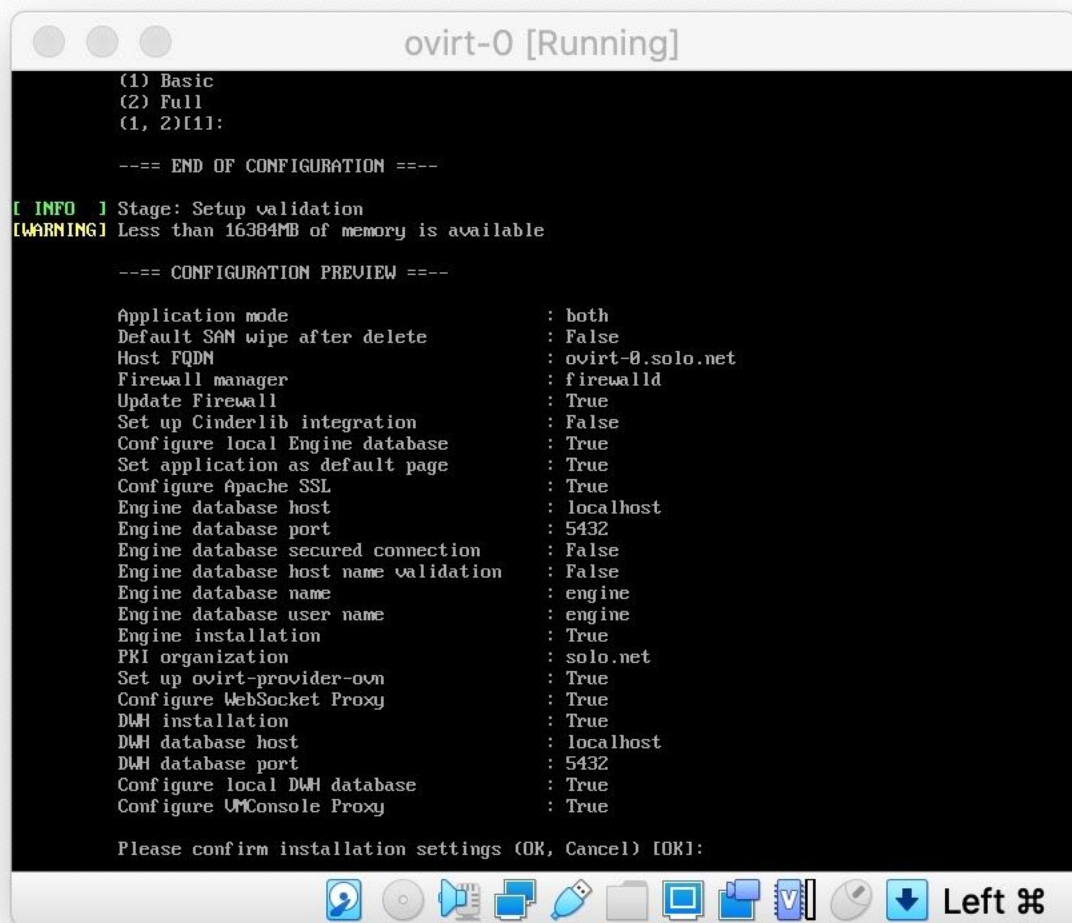 ovirt-0 [Running]
(1) Basic
(2) Full
(1, 2)[1]:
--== END OF CONFIGURATION ==--
[ INFO  ] Stage: Setup validation
[WARNING] Less than 16384MB of memory is available
--== CONFIGURATION PREVIEW ==--
Application mode : both
Default SAN wipe after delete : False
Host FQDN : ovirt-0.solo.net
Firewall manager : firewalld
Update Firewall : True
Set up Cinderlib integration : False
Configure local Engine database : True
Set application as default page : True
Configure Apache SSL : True
Engine database host : localhost
Engine database port : 5432
Engine database secured connection : False
Engine database host name validation : False
Engine database name : engine
Engine database user name : engine
Engine installation : True
PKI organization : solo.net
Set up ovirt-provider-ovn : True
Configure WebSocket Proxy : True
DWH installation : True
DWH database host : localhost
DWH database port : 5432
Configure local DWH database : True
Configure VMConsole Proxy : True
Please confirm installation settings (OK, Cancel) [OK]:
V
Left ⌘